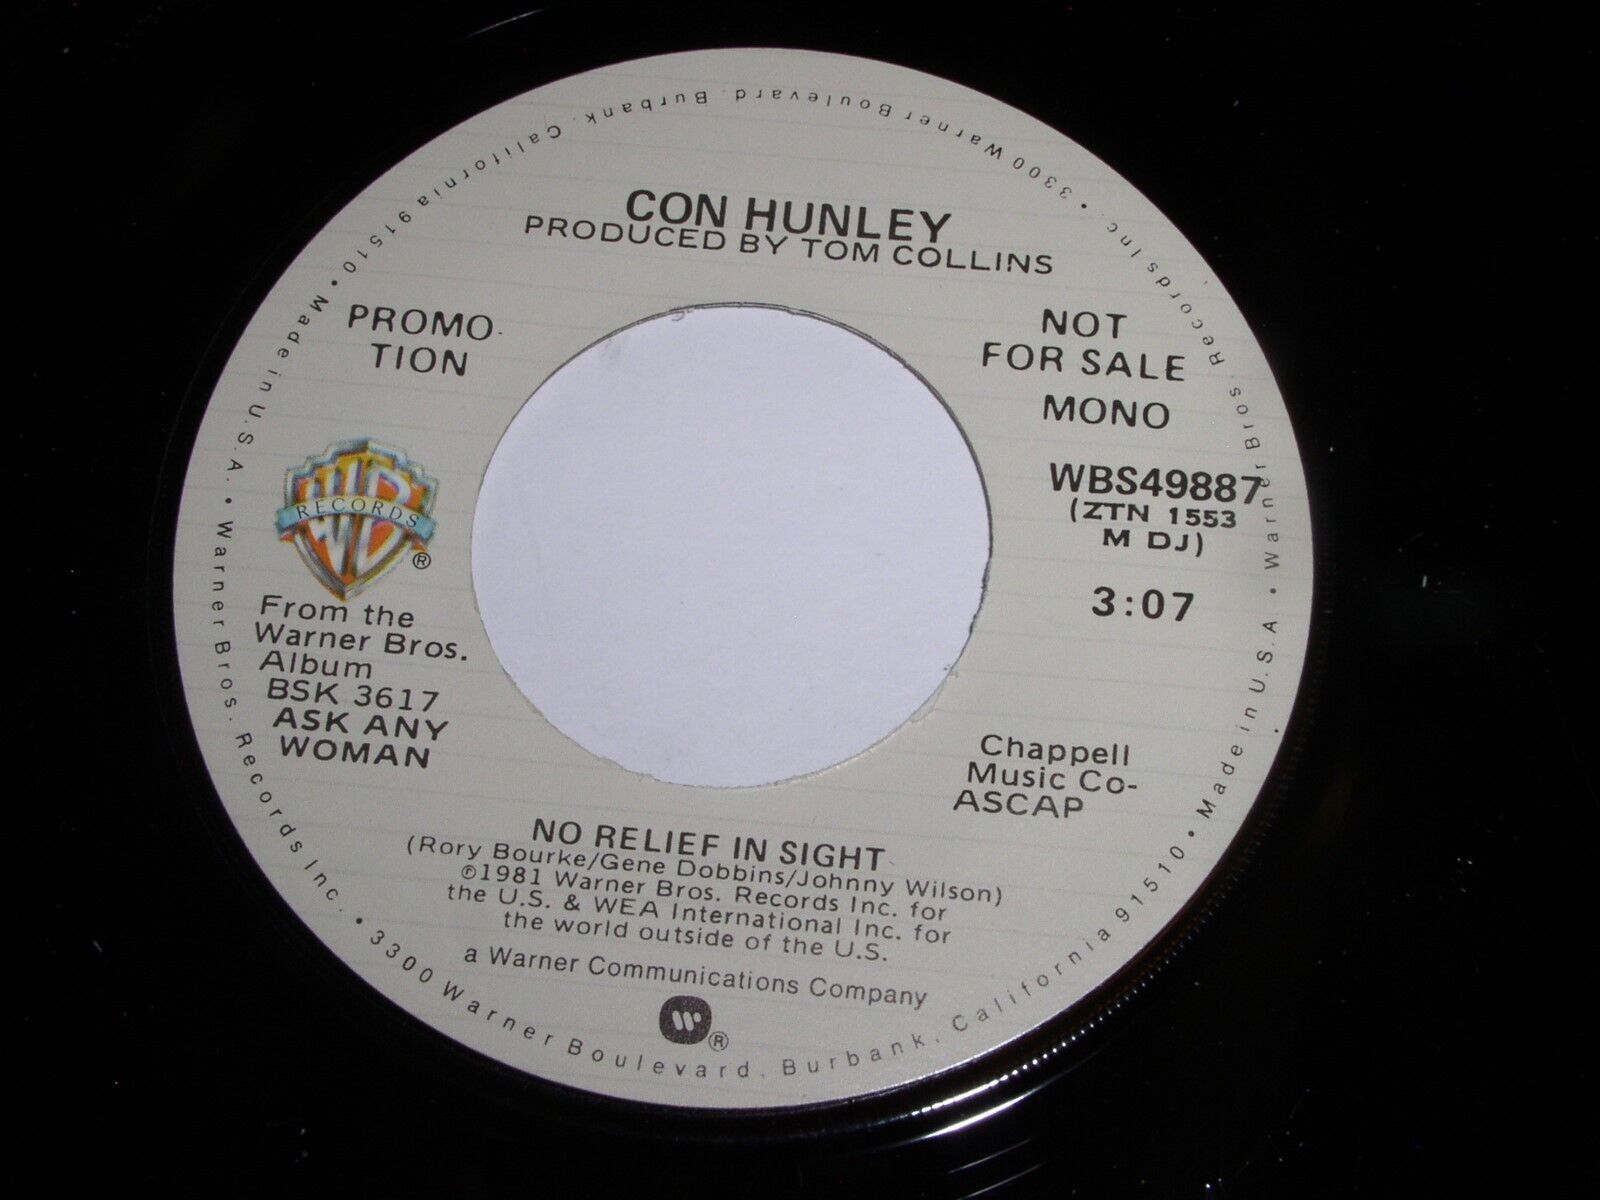 CON HUNLEY
PRODUCED BY TOM COLLINS
PROMO-
TION
NOT
FOR SALE
MONO
WBS49887
(ZTN 1553
M DJ)
3:07
WB
RECORDS
®
From the
Warner Bros.
Album
BSK 3617
ASK ANY
WOMAN
Chappell
Music Co-
ASCAP
NO RELIEF IN SIGHT
(Rory Bourke/Gene Dobbins/Johnny Wilson)
©1981 Warner Bros. Records Inc. for
the U.S. & WEA International Inc. for
the world outside of the U.S.
a Warner Communications Company
W ®
Warner Bros. Records Inc. • 3300 Warner Boulevard. Burbank. California 91510 • Made in U.S.A. •
Warner Bros. Records Inc. • 3300 Warner Boulevard. Burbank, California 91510 • Made in U.S.A. •